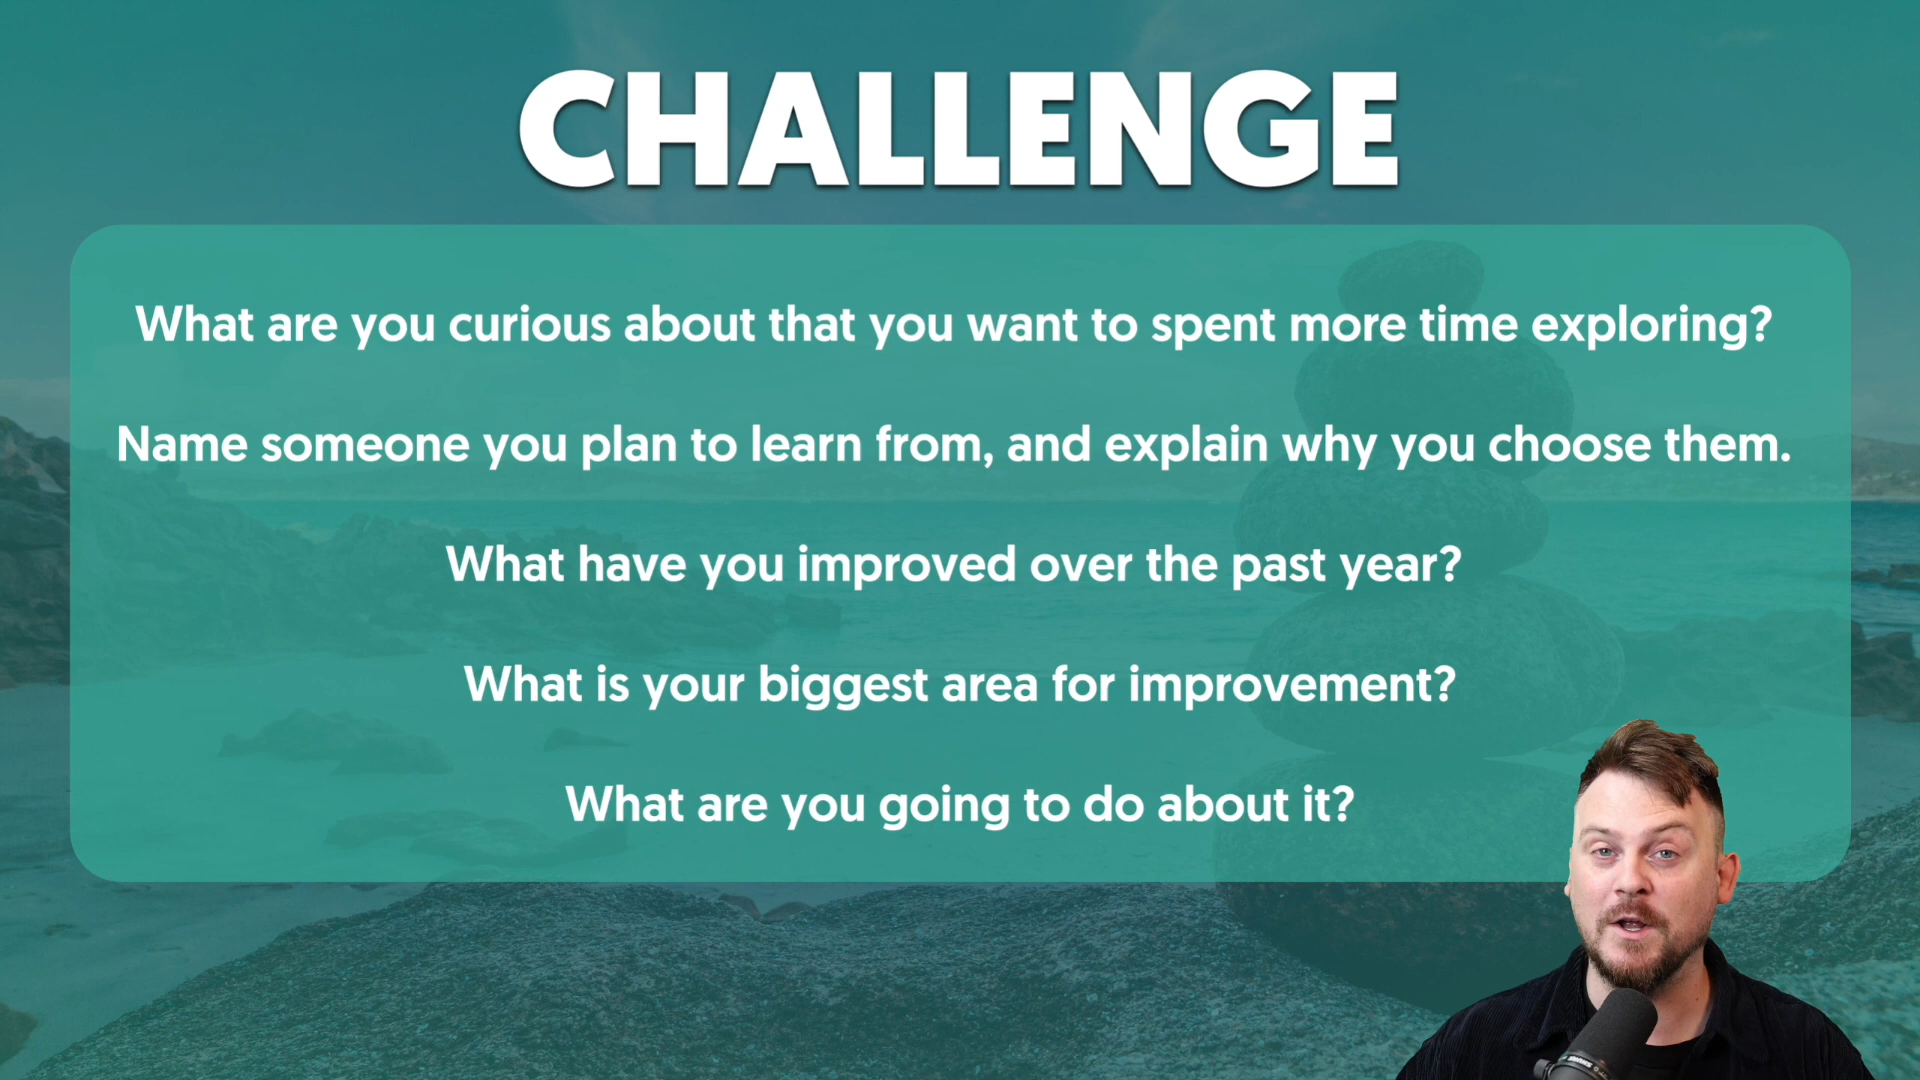 CHALLENGE
What are you curious about that you want to spent more time exploring?
Name someone you plan to learn from, and explain why you choose them.
What have you improved over the past year?
What is your biggest area for improvement?
What are you going to do about it?